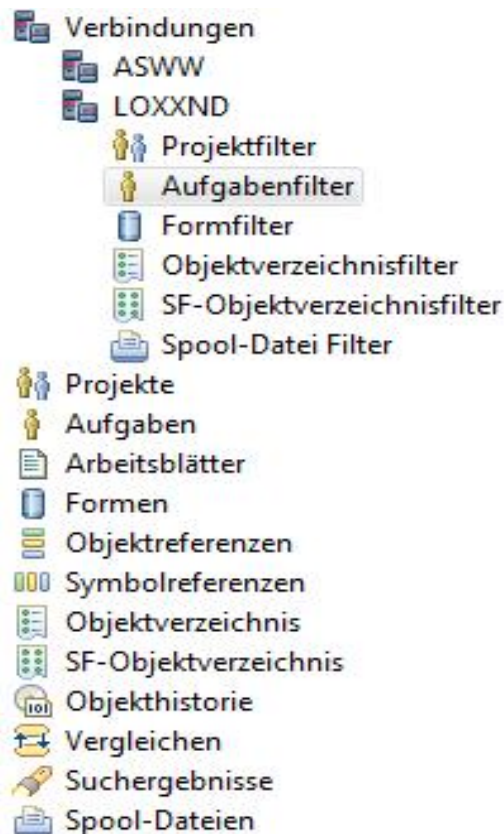 Verbindungen
ASWW
LOXXND
Projektfilter
Aufgabenfilter
Formfilter
Objektverzeichnisfilter
SF-Objektverzeichnisfilter
Spool-Datei Filter
Projekte
Aufgaben
Arbeitsblätter
Formen
Objektreferenzen
Symbolreferenzen
Objektverzeichnis
SF-Objektverzeichnis
Objekthistorie
Vergleichen
Suchergebnisse
Spool-Dateien